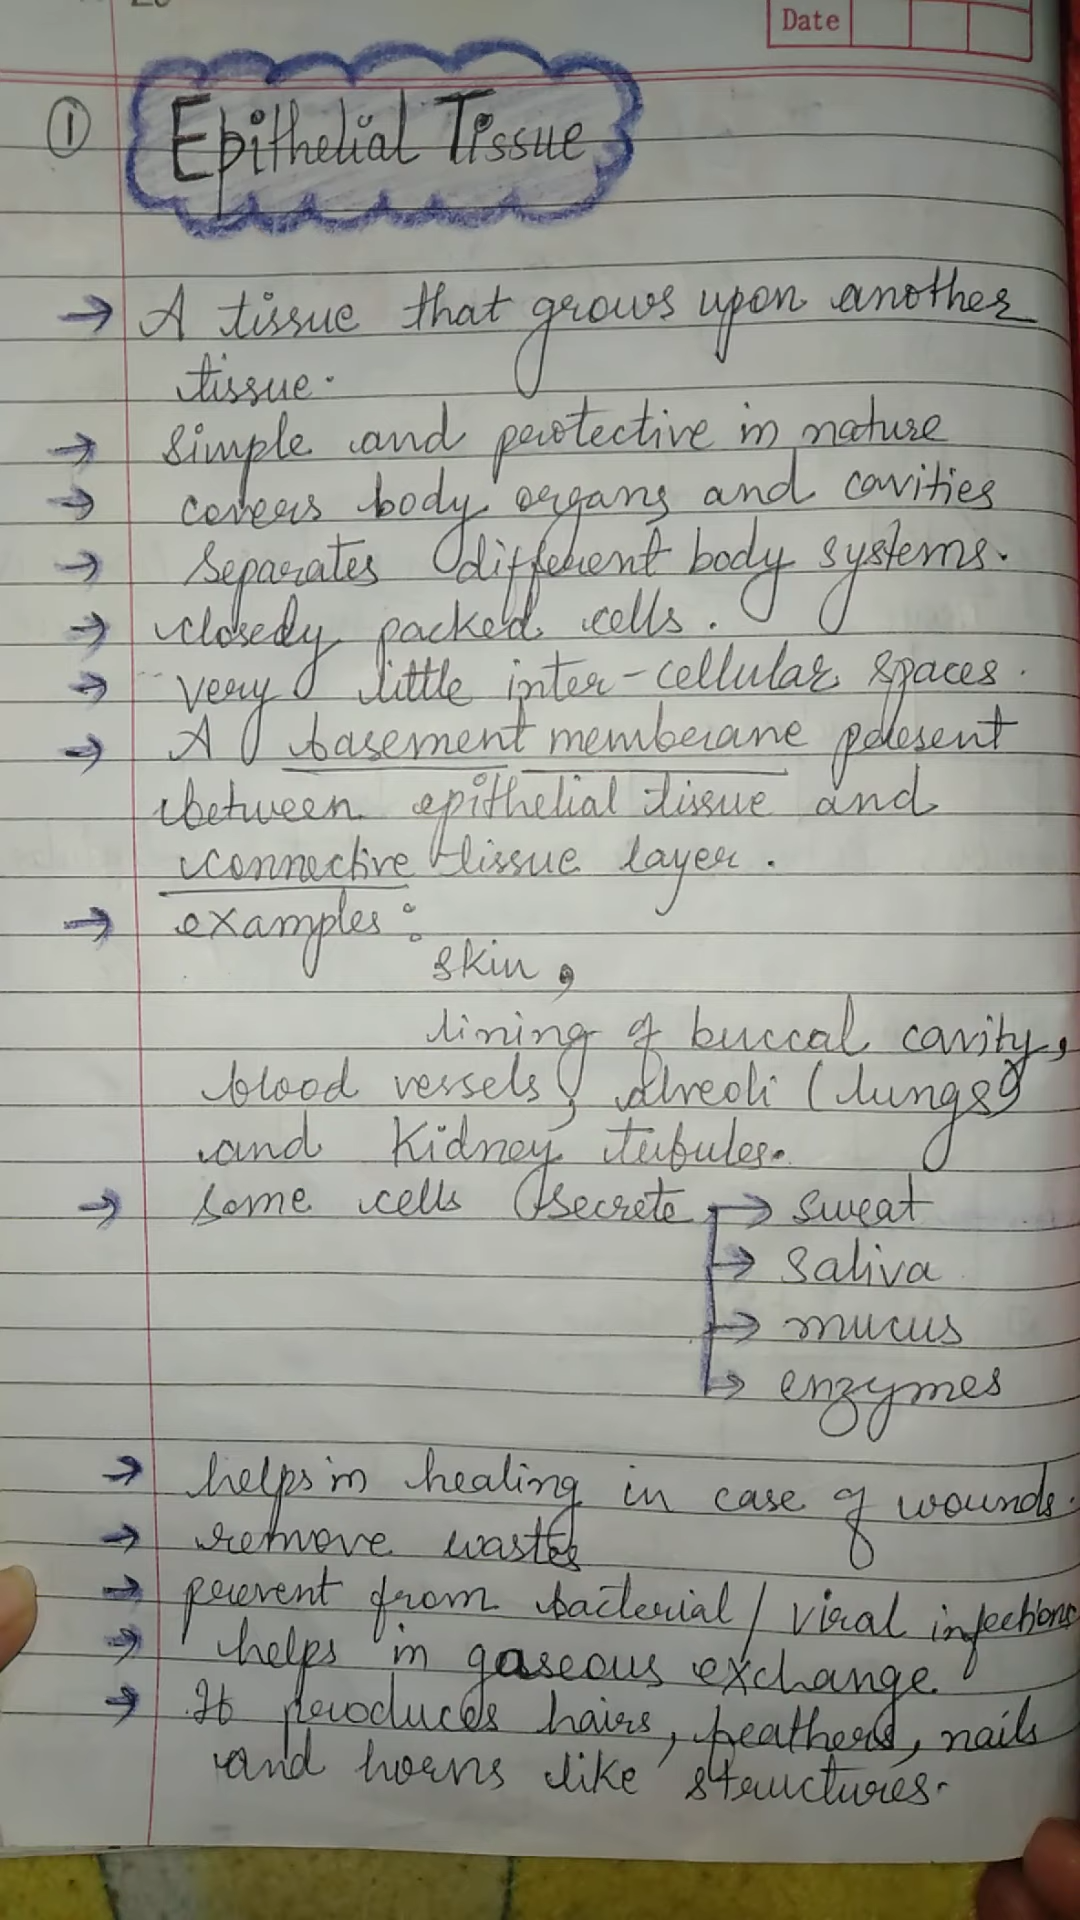 Date
① Epithelial Tissue
→ A tissue that grows upon another
tissue.
→ simple and protective in nature
→ covers body organs and cavities
→ separates different body systems.
→ closely packed cells.
→ very little inter-cellular spaces.
→ A basement membrane present
between epithelial tissue and
connective tissue layer.
→ examples:
skin,
lining of buccal cavity,
blood vessels, alveoli (lungs)
and Kidney tubules.
→ some cells secrete → sweat
→ saliva
→ mucus
→ enzymes
→ helps in healing in case of wounds.
→ remove wastes
→ prevent from bacterial / viral infections
→ helps in gaseous exchange.
→ It produces hairs, feathers, nails
and horns like structures.